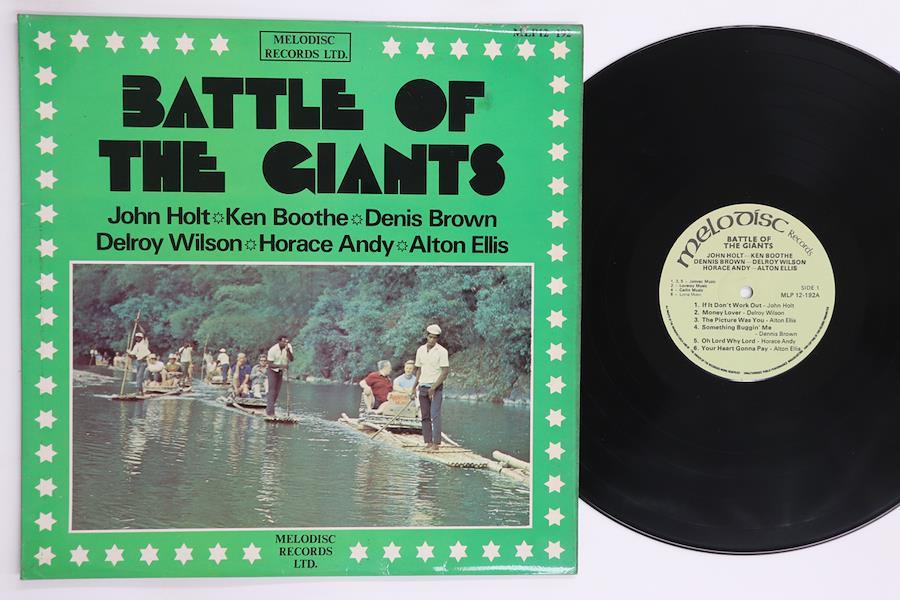 MELODISC
RECORDS LTD.
MLP12 192
BATTLE OF
THE GIANTS
John Holt☼Ken Boothe☼Denis Brown
Delroy Wilson☼Horace Andy☼Alton Ellis
MELODISC
RECORDS
LTD.
melodisc Records
BATTLE OF
THE GIANTS
JOHN HOLT—KEN BOOTHE
DENNIS BROWN—DELROY WILSON
HORACE ANDY—ALTON ELLIS
SIDE 1
MLP 12-192A
1. If It Don't Work Out - John Holt
2. Money Lover - Delroy Wilson
3. The Picture Was You - Alton Ellis
4. Something Buggin' Me
- Dennis Brown
5. Oh Lord Why Lord - Horace Andy
6. Your Heart Gonna Pay - Alton Ellis